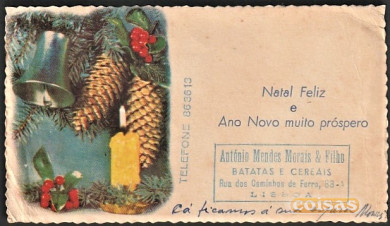 Natal Feliz
e
Ano Novo muito próspero
TELEFONE 863613
António Mendes Morais & Filho
BATATAS E CEREAIS
Rua dos Caminhos de Ferro, 68-1
LISBOA
coisas
Cá ficamos á